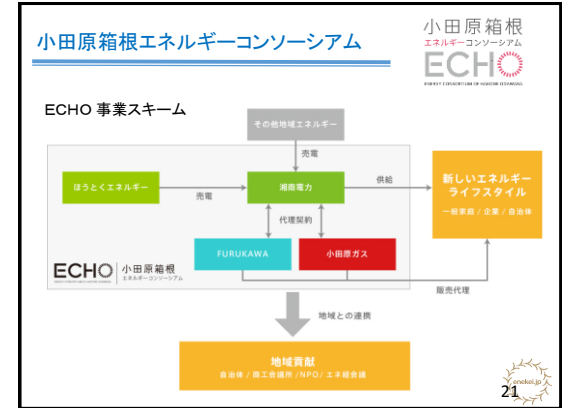 小田原箱根エネルギーコンソーシアム
小田原箱根
エネルギーコンソーシアム
ECHO
ENERGY CONSORTIUM OF HAKONE ODAWARA
ECHO 事業スキーム
その他地域エネルギー
売電
ほうとくエネルギー
売電
湘南電力
供給
新しいエネルギー
ライフスタイル
一般家庭 / 企業 / 自治体
代理契約
FURUKAWA
小田原ガス
ECHO
小田原箱根
エネルギーコンソーシアム
販売代理
地域との連携
地域貢献
自治体 / 商工会議所 /NPO/ エネ経会議
enekei.jp
21